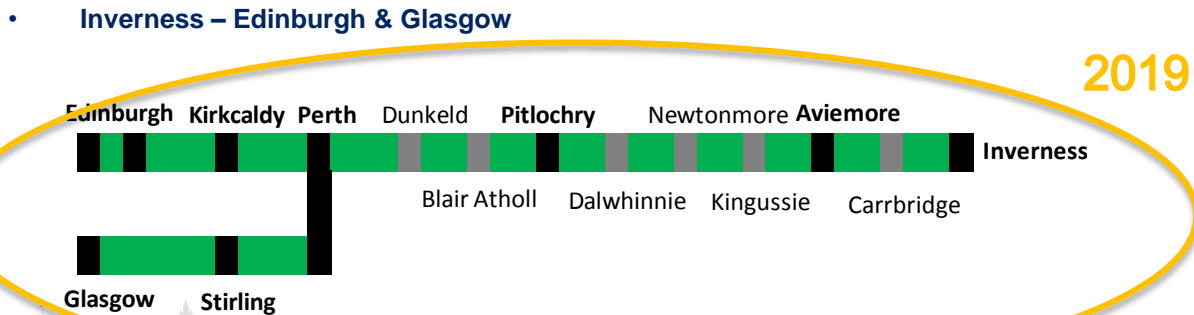 • Inverness – Edinburgh & Glasgow
2019
Edinburgh Kirkcaldy Perth Dunkeld Pitlochry Newtonmore Aviemore
Inverness
Blair Atholl Dalwhinnie Kingussie Carrbridge
Glasgow Stirling